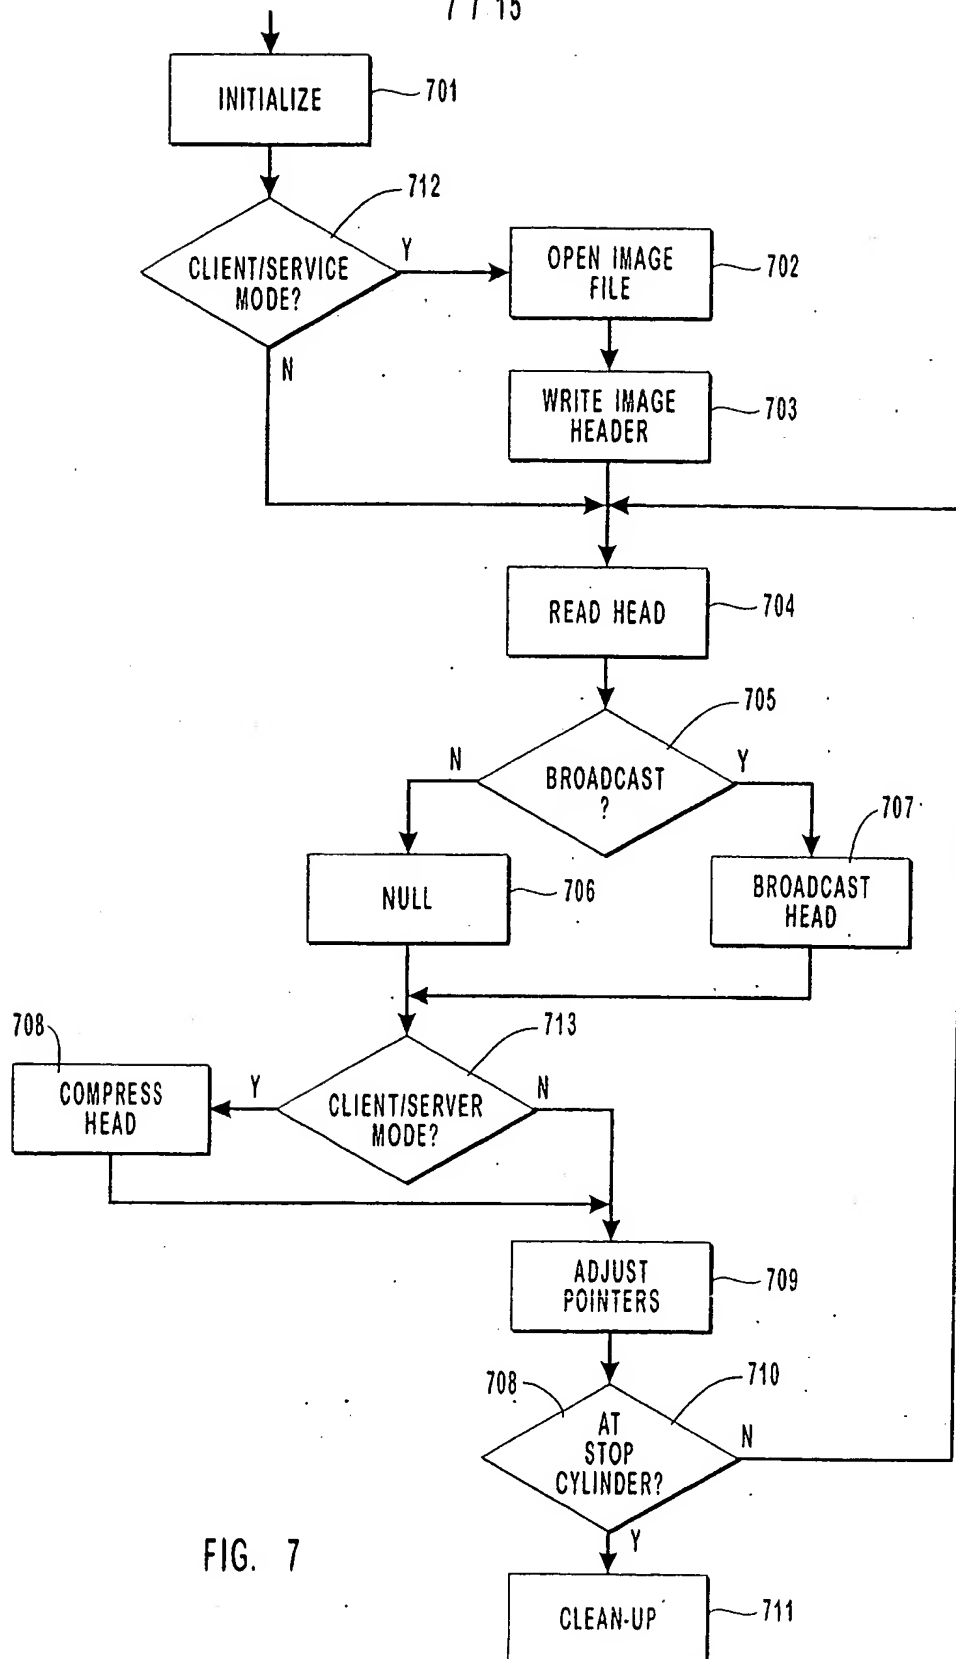 7 7 15
INITIALIZE
701
712
CLIENT/SERVICE
MODE?
Y
N
OPEN IMAGE
FILE
702
WRITE IMAGE
HEADER
703
READ HEAD
704
705
BROADCAST
?
N
Y
707
NULL
706
BROADCAST
HEAD
708
713
COMPRESS
HEAD
Y
CLIENT/SERVER
MODE?
N
ADJUST
POINTERS
709
708
710
AT
STOP
CYLINDER?
N
Y
FIG. 7
CLEAN-UP
711